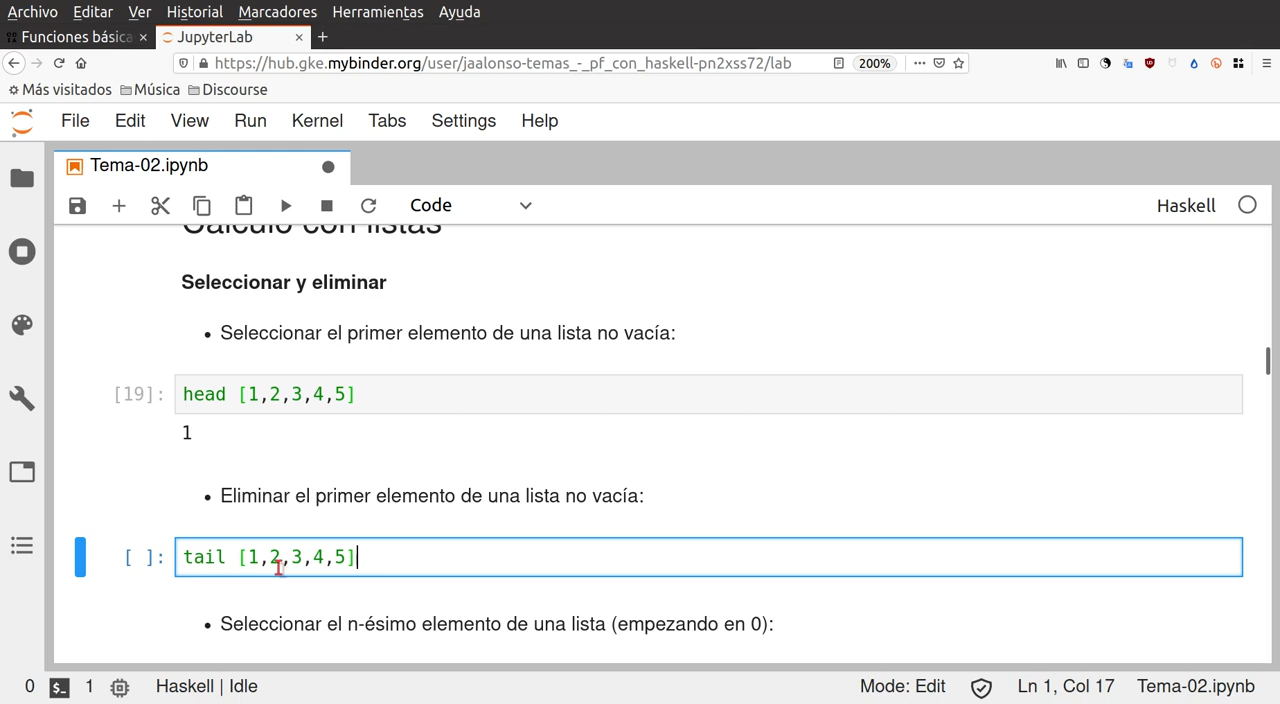 Archivo Editar Ver Historial Marcadores Herramientas Ayuda
Funciones básica × JupyterLab × +
https://hub.gke.mybinder.org/user/jaalonso-temas_-_pf_con_haskell-pn2xss72/lab 200%
Más visitados Música Discourse
File Edit View Run Kernel Tabs Settings Help
Tema-02.ipynb
Code Haskell
Cálculo con listas
Seleccionar y eliminar
• Seleccionar el primer elemento de una lista no vacía:
[19]: head [1,2,3,4,5]
1
• Eliminar el primer elemento de una lista no vacía:
[ ]: tail [1,2,3,4,5]
• Seleccionar el n-ésimo elemento de una lista (empezando en 0):
0 $_ 1 Haskell | Idle Mode: Edit Ln 1, Col 17 Tema-02.ipynb